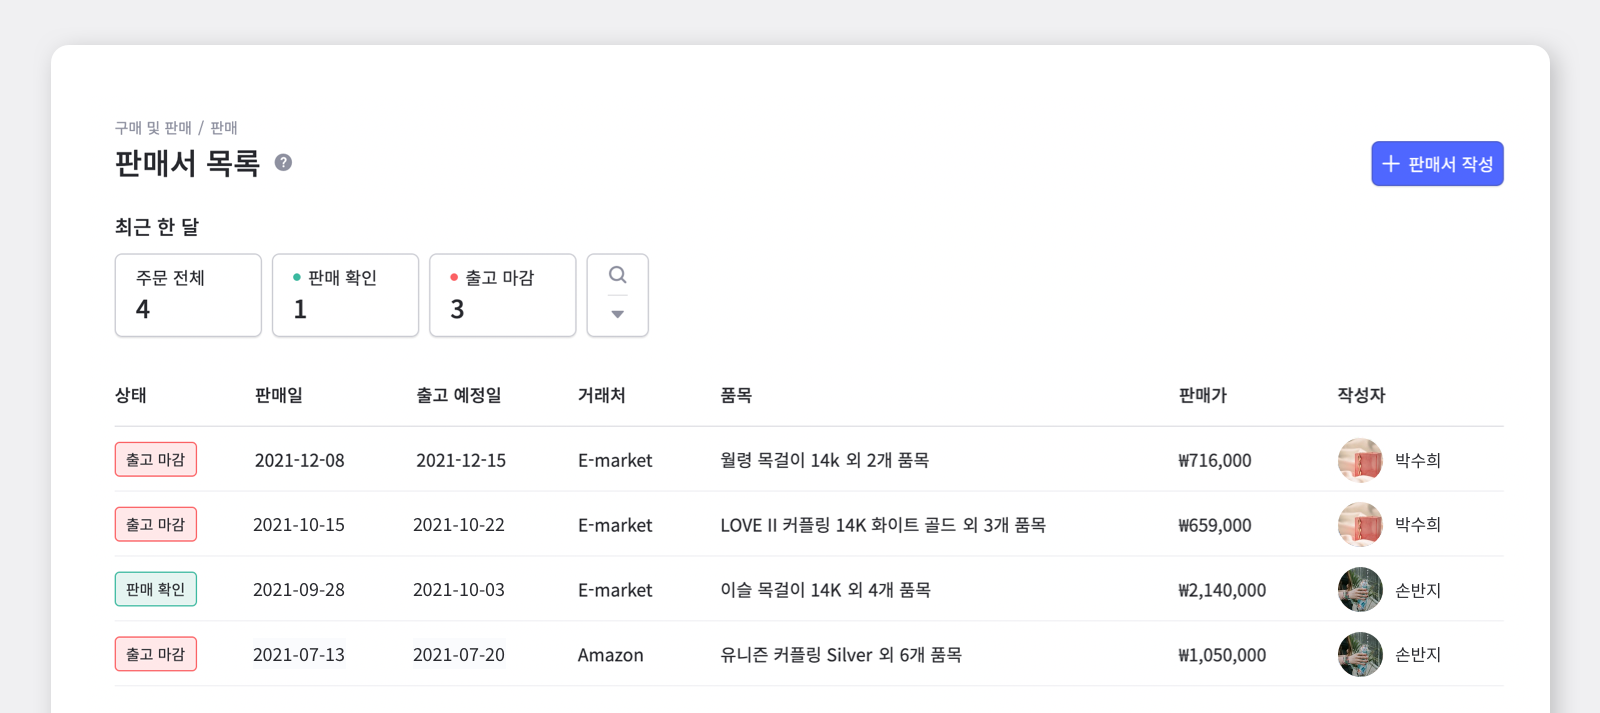 구매 및 판매 / 판매
판매서 목록 ?
+ 판매서 작성
최근 한 달
주문 전체
4
판매 확인
1
출고 마감
3
상태 판매일 출고 예정일 거래처 품목 판매가 작성자
출고 마감 2021-12-08 2021-12-15 E-market 월령 목걸이 14k 외 2개 품목 ₩716,000 박수희
출고 마감 2021-10-15 2021-10-22 E-market LOVE II 커플링 14K 화이트 골드 외 3개 품목 ₩659,000 박수희
판매 확인 2021-09-28 2021-10-03 E-market 이슬 목걸이 14K 외 4개 품목 ₩2,140,000 손반지
출고 마감 2021-07-13 2021-07-20 Amazon 유니즌 커플링 Silver 외 6개 품목 ₩1,050,000 손반지